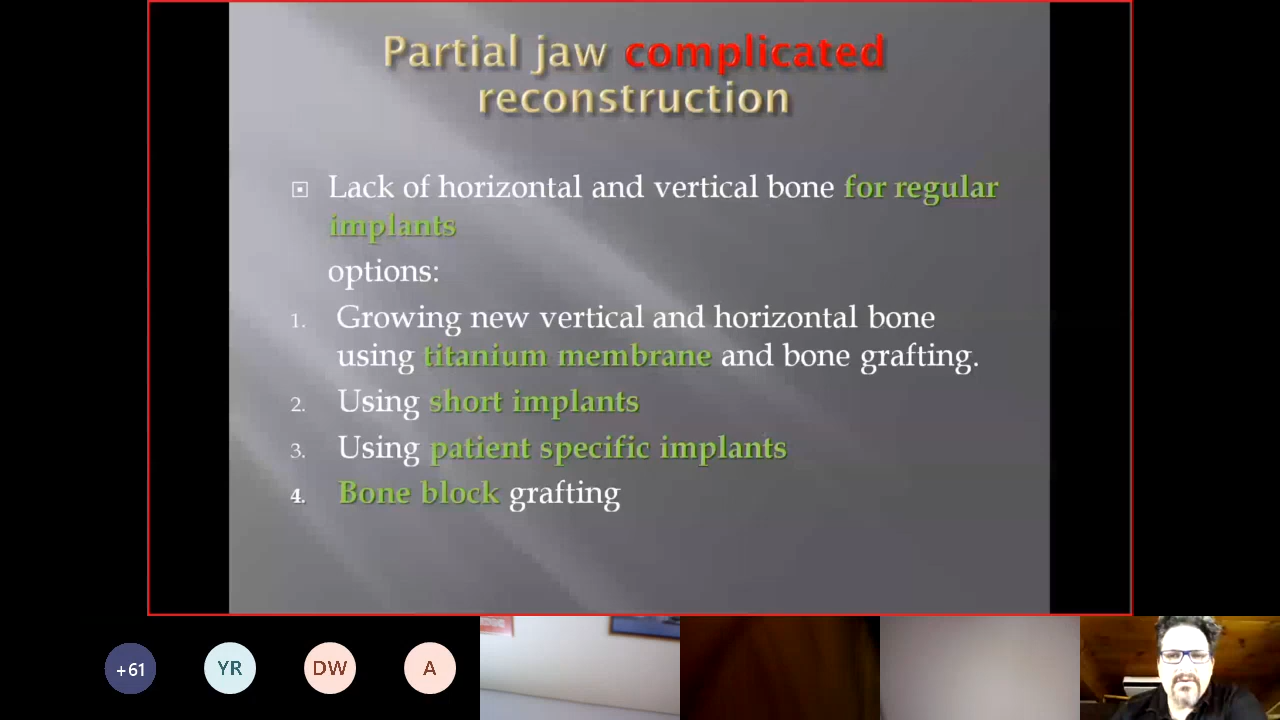 Partial jaw complicated
reconstruction
Lack of horizontal and vertical bone for regular
implants
options:
1. Growing new vertical and horizontal bone
using titanium membrane and bone grafting.
2. Using short implants
3. Using patient specific implants
4. Bone block grafting
+61 YR DW A